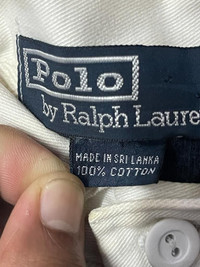 Polo
by Ralph Laure
MADE IN SRI LANKA
100% COTTON